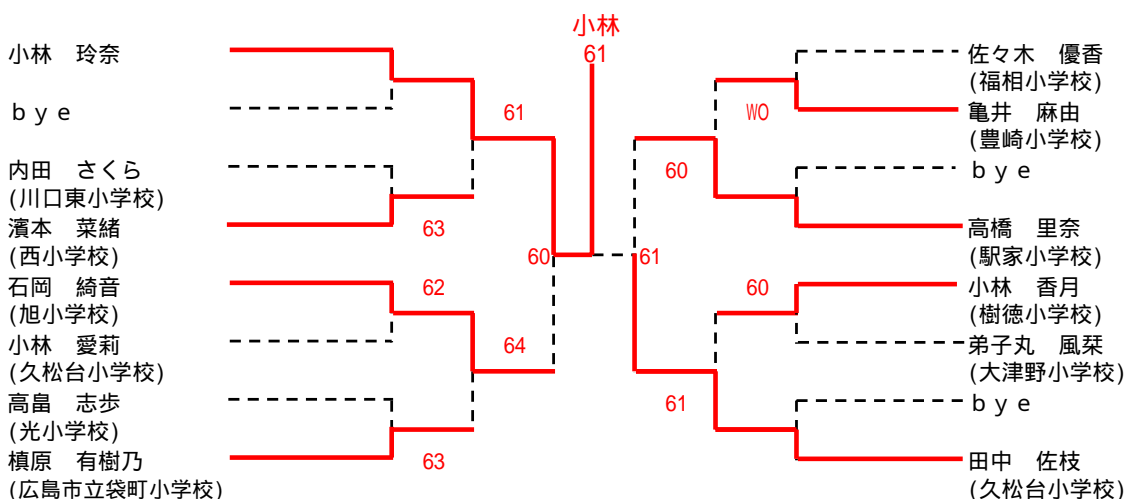 小林
61
小林　玲奈
ｂｙｅ
61
内田　さくら
(川口東小学校)
濱本　菜緒
(西小学校)
63
60
石岡　綺音
(旭小学校)
62
小林　愛莉
(久松台小学校)
64
高畠　志歩
(光小学校)
槙原　有樹乃
(広島市立袋町小学校)
63
佐々木　優香
(福相小学校)
亀井　麻由
(豊崎小学校)
WO
ｂｙｅ
60
高橋　里奈
(駅家小学校)
61
小林　香月
(樹徳小学校)
60
弟子丸　風栞
(大津野小学校)
ｂｙｅ
61
田中　佐枝
(久松台小学校)